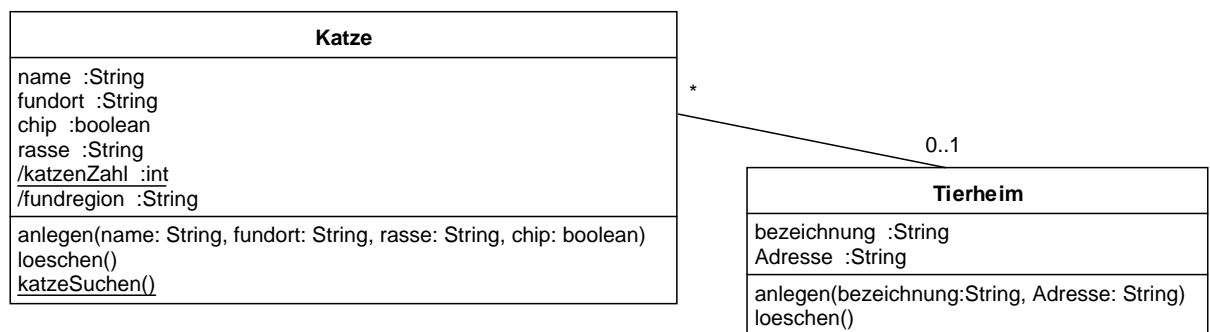 Katze
name :String
fundort :String
chip :boolean
rasse :String
/katzenZahl :int
/fundregion :String
anlegen(name: String, fundort: String, rasse: String, chip: boolean)
loeschen()
katzeSuchen()
*
0..1
Tierheim
bezeichnung :String
Adresse :String
anlegen(bezeichnung:String, Adresse: String)
loeschen()